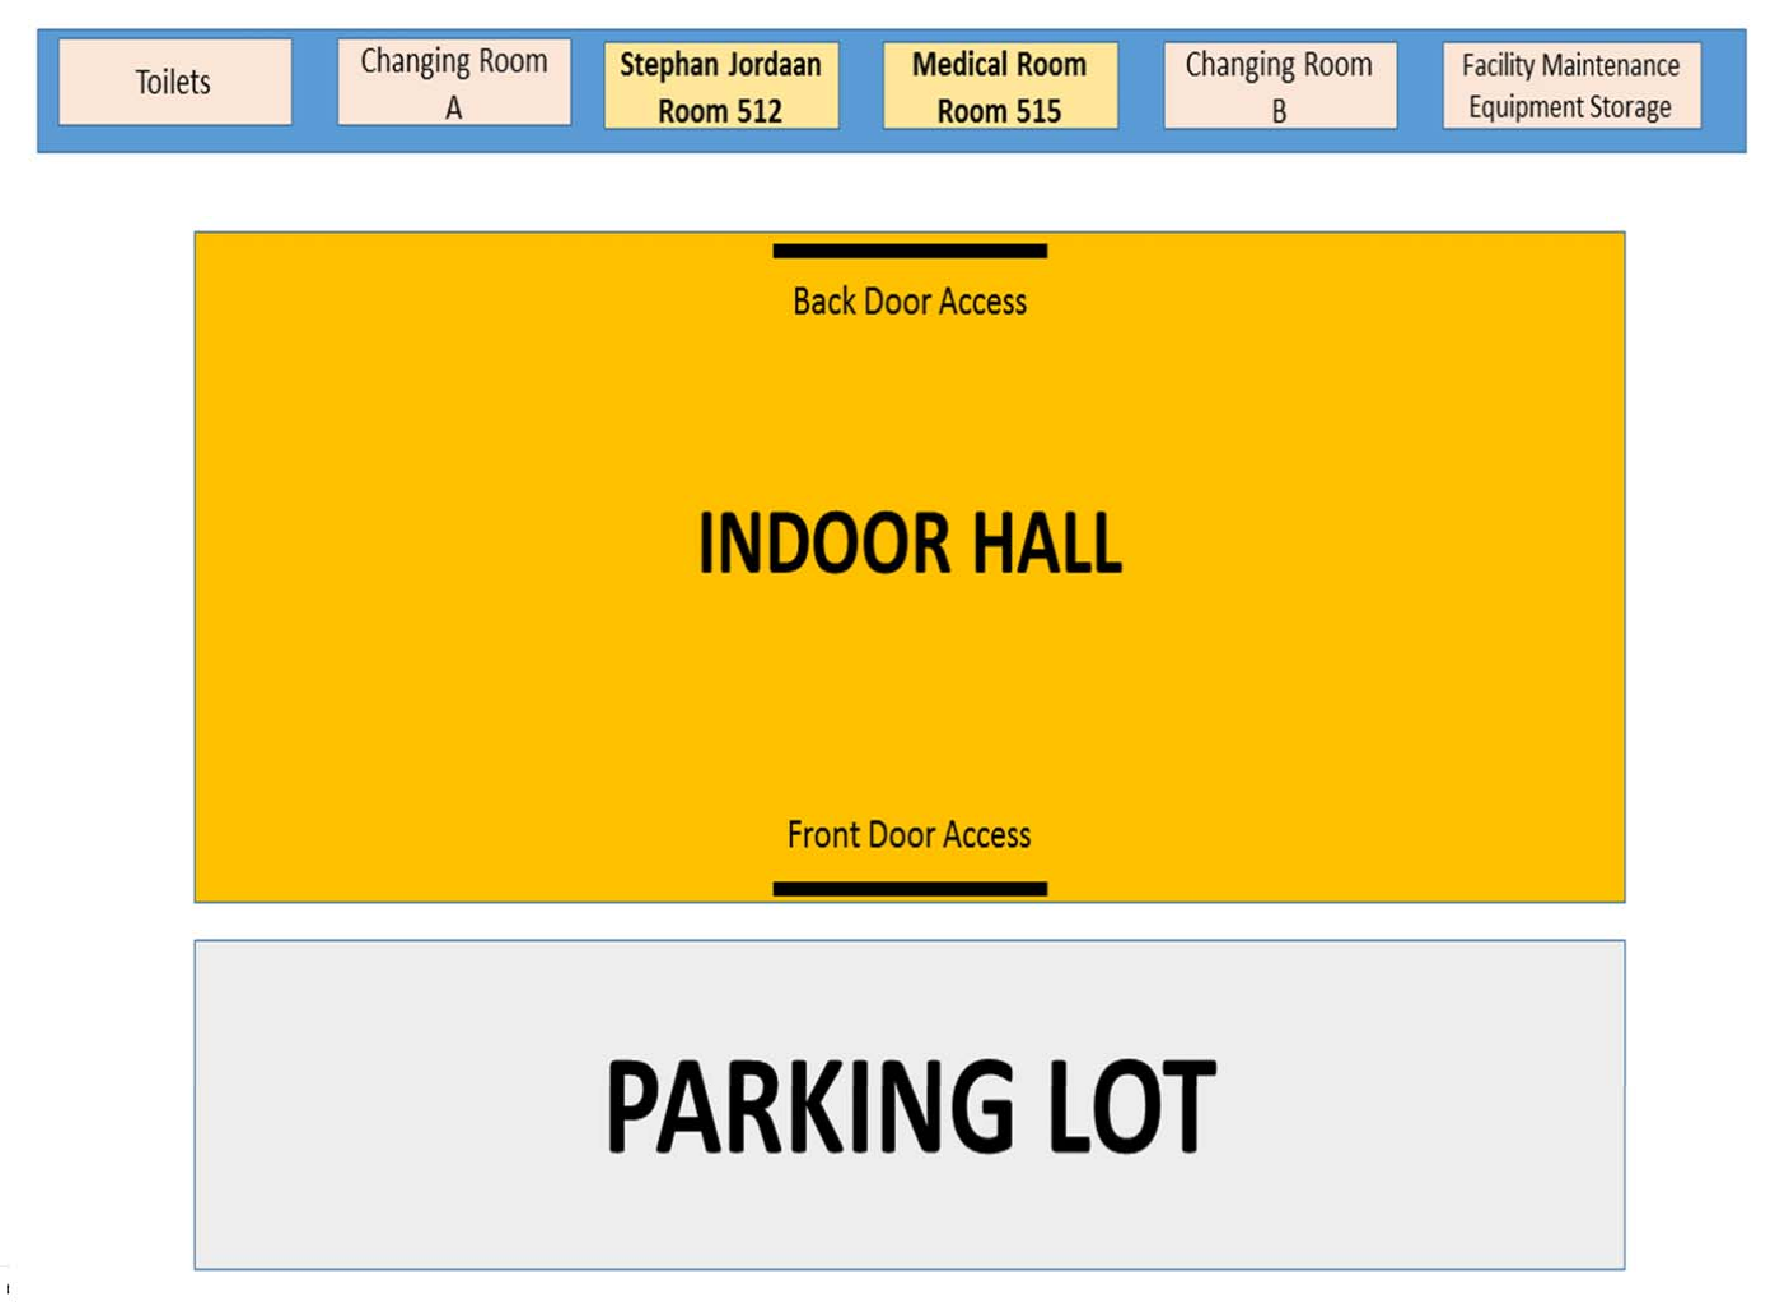 Toilets
Changing Room
A
Stephan Jordaan
Room 512
Medical Room
Room 515
Changing Room
B
Facility Maintenance
Equipment Storage
Back Door Access
INDOOR HALL
Front Door Access
PARKING LOT